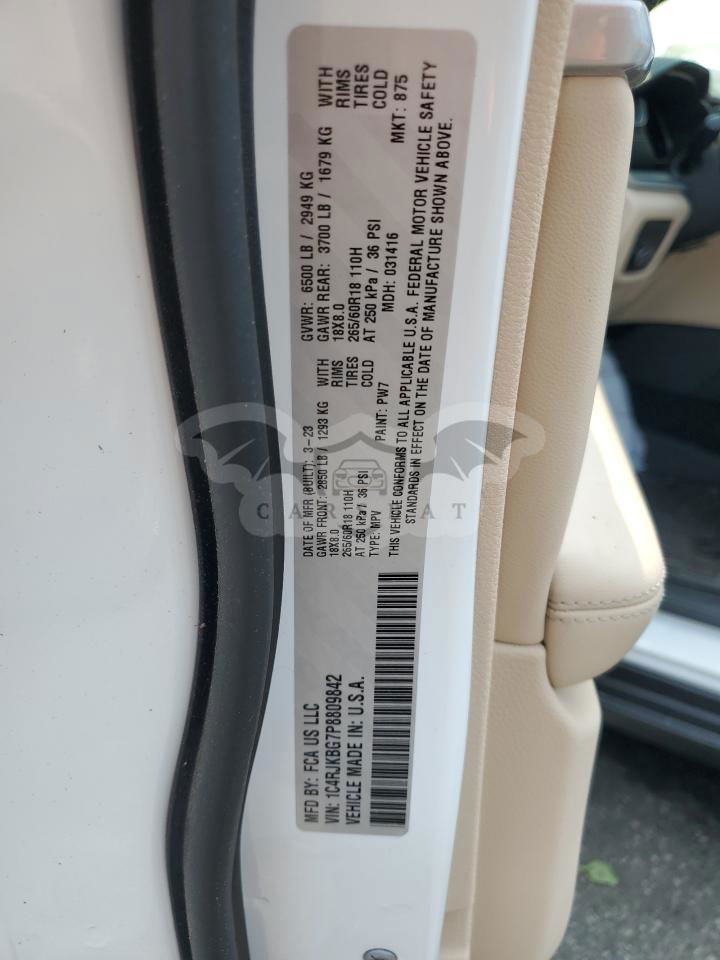 MFD BY: FCA US LLC
VIN: 1C4RJKBG7P8809842
VEHICLE MADE IN: U.S.A.
DATE OF MFR (BUILT): 3-23 GVWR: 6500 LB / 2949 KG
GAWR FRONT: 2850 LB / 1293 KG WITH GAWR REAR: 3700 LB / 1679 KG WITH
18X8.0 RIMS 18X8.0 RIMS
265/60R18 110H TIRES 265/60R18 110H TIRES
AT 250 kPa / 36 PSI COLD AT 250 kPa / 36 PSI COLD
TYPE: MPV PAINT: PW7 MDH: 031416 MKT: 875
THIS VEHICLE CONFORMS TO ALL APPLICABLE U.S.A. FEDERAL MOTOR VEHICLE SAFETY
STANDARDS IN EFFECT ON THE DATE OF MANUFACTURE SHOWN ABOVE.